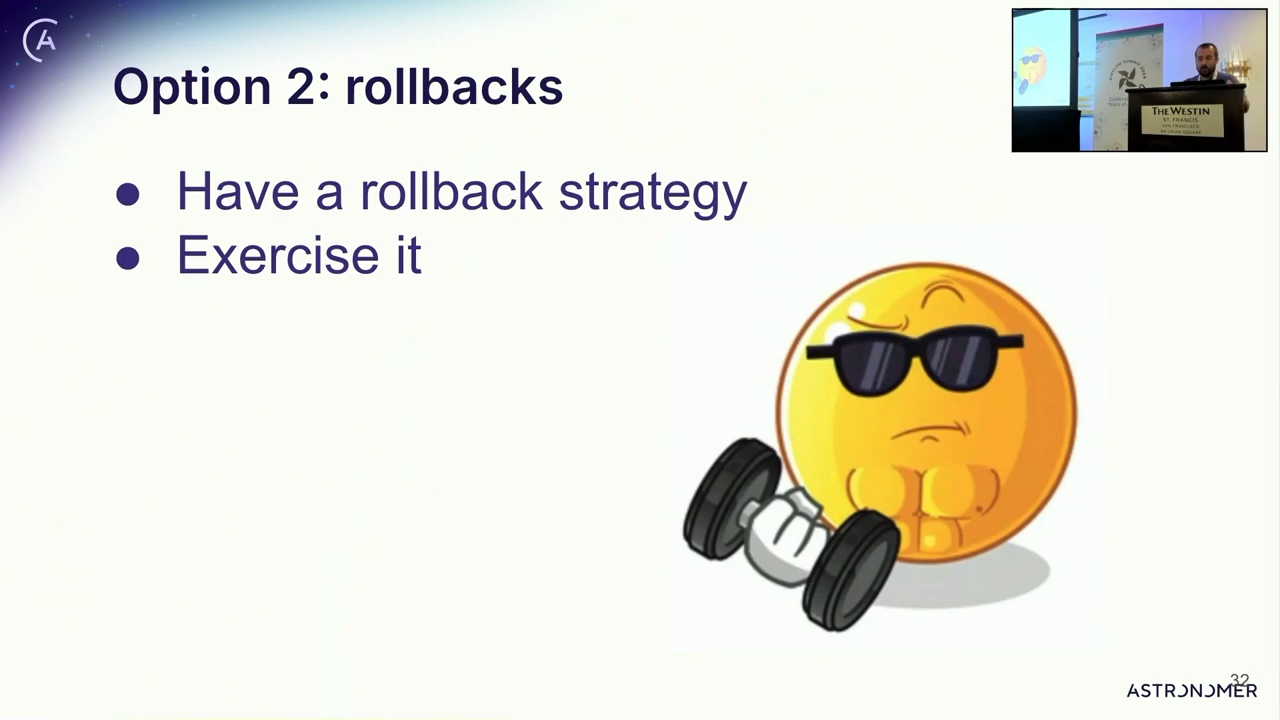 Option 2: rollbacks
● Have a rollback strategy
● Exercise it
THE WESTIN
ST. FRANCIS
SAN FRANCISCO
ON UNION SQUARE
32
ASTRONOMER